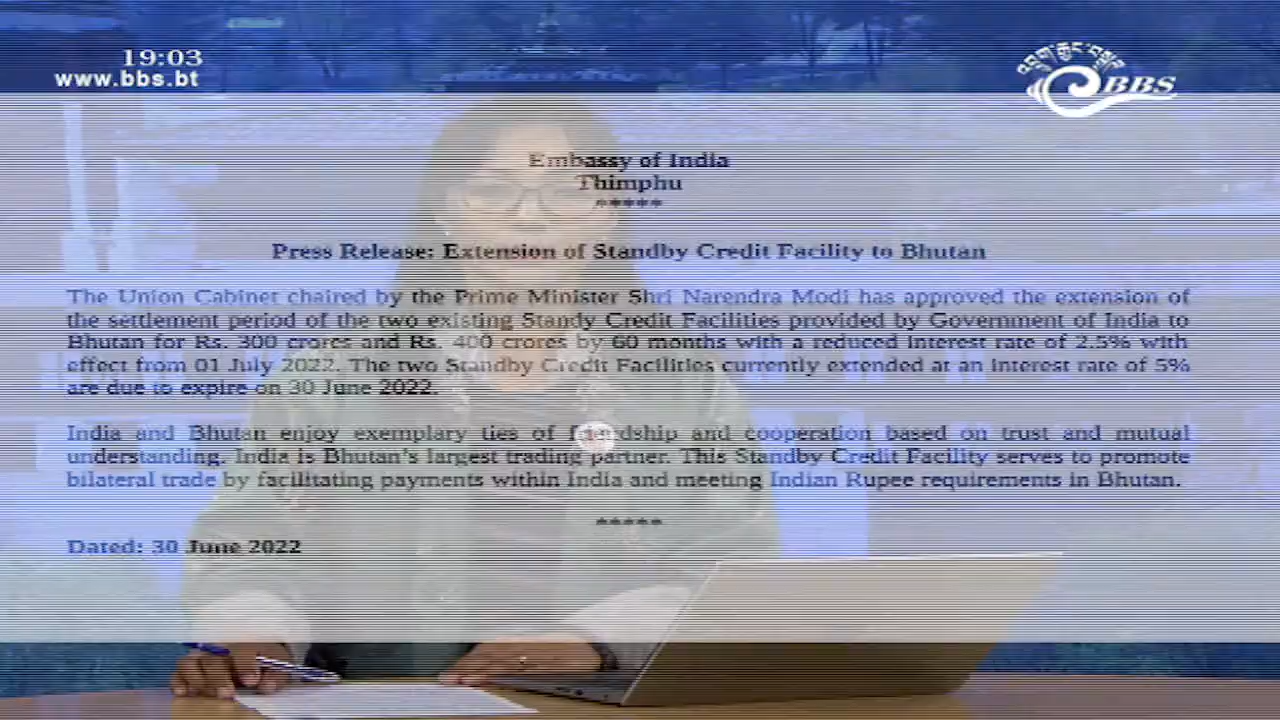 19:03
www.bbs.bt
འབྲུག་རྒྱང་བསྒྲགས
BBS
Embassy of India
Thimphu
*****
Press Release: Extension of Standby Credit Facility to Bhutan
The Union Cabinet chaired by the Prime Minister Shri Narendra Modi has approved the extension of
the settlement period of the two existing Standy Credit Facilities provided by Government of India to
Bhutan for Rs. 300 crores and Rs. 400 crores by 60 months with a reduced interest rate of 2.5% with
effect from 01 July 2022. The two Standby Credit Facilities currently extended at an interest rate of 5%
are due to expire on 30 June 2022.
India and Bhutan enjoy exemplary ties of friendship and cooperation based on trust and mutual
understanding. India is Bhutan's largest trading partner. This Standby Credit Facility serves to promote
bilateral trade by facilitating payments within India and meeting Indian Rupee requirements in Bhutan.
*****
Dated: 30 June 2022